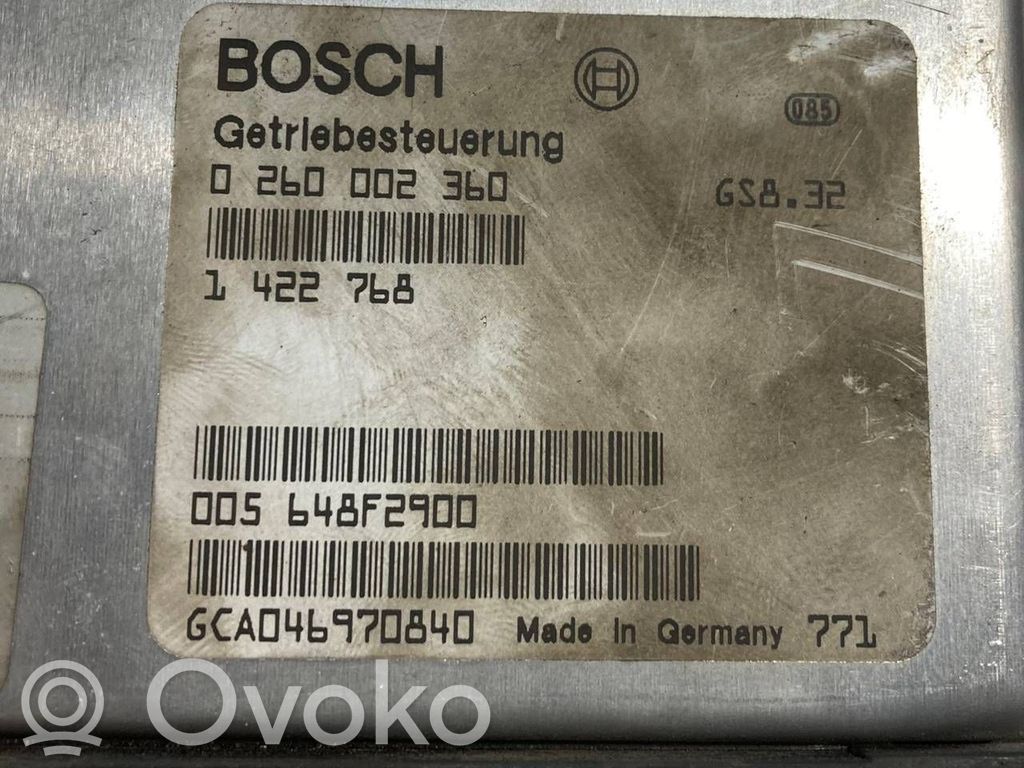 BOSCH
085
Getriebesteuerung
0 260 002 360 GS8.32
1 422 768
005 648F2900
GCA046970840 Made in Germany 771
Ovoko